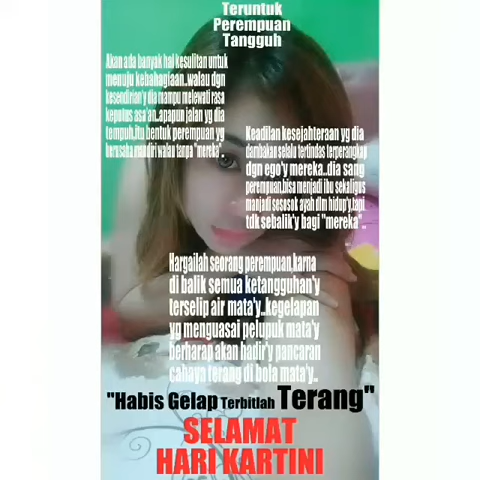 Teruntuk
Perempuan
Tangguh
Akan ada banyak hal kesulitan untuk
menuju kebahagiaan..walau dgn
kesendirian'y dia mampu melewati rasa
keputus asa'an..apapun jalan yg dia
tempuh,itu bentuk perempuan yg
berusaha mandiri walau tanpa "mereka"..
Keadilan kesejahteraan yg dia
dambakan selalu tertindas terperangkap
dgn ego'y mereka..dia sang
perempuan,bisa menjadi ibu sekaligus
manjadi sesosok ayah dlm hidup'y,tapi
tdk sebalik'y bagi "mereka"..
Hargailah seorang perempuan,karna
di balik semua ketangguhan'y
terselip air mata'y..kegelapan
yg menguasai pelupuk mata'y
berharap akan hadir'y pancaran
cahaya terang di bola mata'y..
"Habis Gelap Terbitlah Terang"
SELAMAT
HARI KARTINI